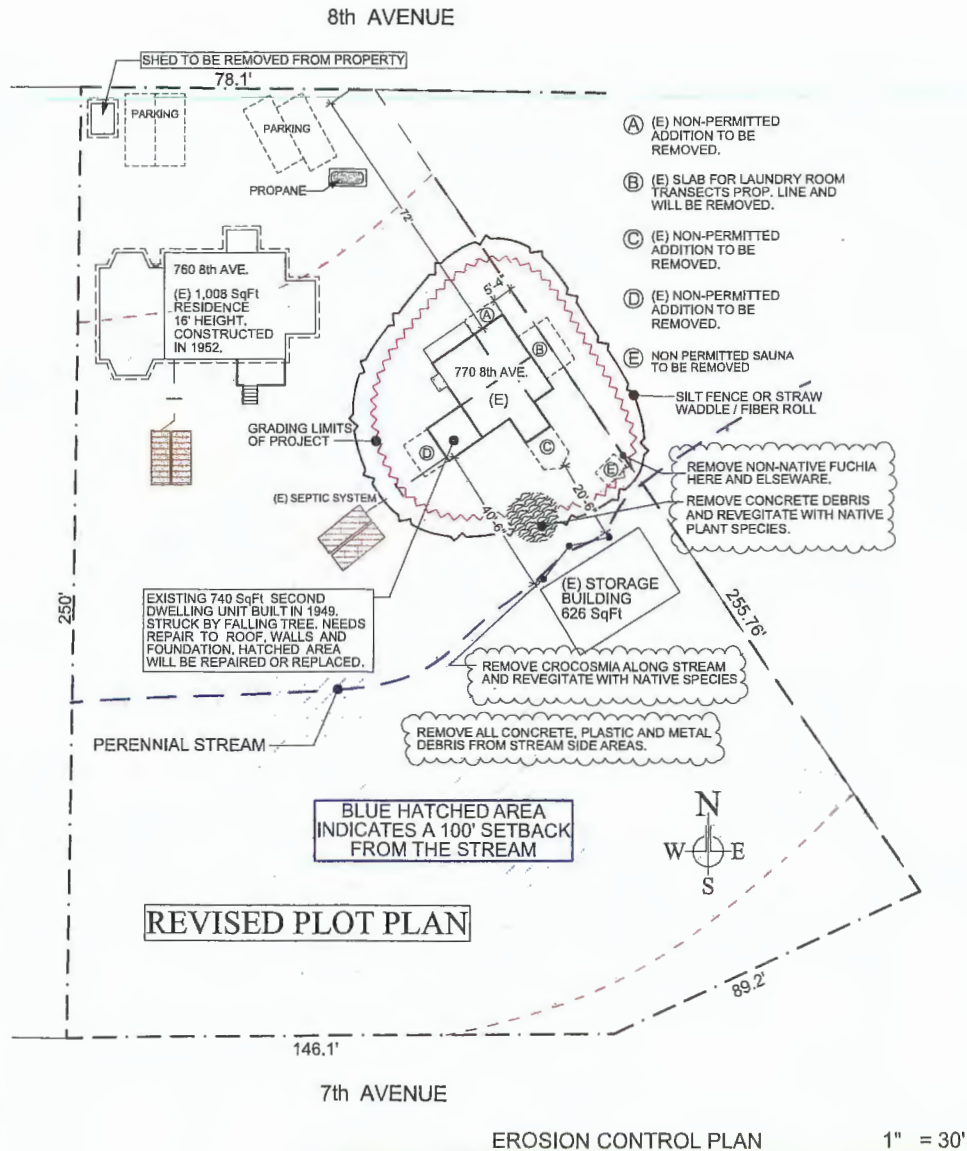 8th AVENUE
SHED TO BE REMOVED FROM PROPERTY
78.1'
PARKING
PARKING
PROPANE
72'
Ⓐ (E) NON-PERMITTED
ADDITION TO BE
REMOVED.
Ⓑ (E) SLAB FOR LAUNDRY ROOM
TRANSECTS PROP. LINE AND
WILL BE REMOVED.
Ⓒ (E) NON-PERMITTED
ADDITION TO BE
REMOVED.
Ⓓ (E) NON-PERMITTED
ADDITION TO BE
REMOVED.
Ⓔ NON PERMITTED SAUNA
TO BE REMOVED
760 8th AVE.
(E) 1,008 SqFt
RESIDENCE
16' HEIGHT,
CONSTRUCTED
IN 1952.
5'-4"
Ⓐ
Ⓑ
770 8th AVE.
(E)
Ⓒ
Ⓓ
Ⓔ
SILT FENCE OR STRAW
WADDLE / FIBER ROLL
GRADING LIMITS
OF PROJECT
REMOVE NON-NATIVE FUCHIA
HERE AND ELSEWARE.
REMOVE CONCRETE DEBRIS
AND REVEGITATE WITH NATIVE
PLANT SPECIES.
(E) SEPTIC SYSTEM
40'-6"
20'-6"
250'
EXISTING 740 SqFt SECOND
DWELLING UNIT BUILT IN 1949.
STRUCK BY FALLING TREE. NEEDS
REPAIR TO ROOF, WALLS AND
FOUNDATION. HATCHED AREA
WILL BE REPAIRED OR REPLACED.
(E) STORAGE
BUILDING
626 SqFt
255.76'
REMOVE CROCOSMIA ALONG STREAM
AND REVEGITATE WITH NATIVE SPECIES
PERENNIAL STREAM
REMOVE ALL CONCRETE, PLASTIC AND METAL
DEBRIS FROM STREAM SIDE AREAS.
BLUE HATCHED AREA
INDICATES A 100' SETBACK
FROM THE STREAM
N
W E
S
REVISED PLOT PLAN
89.2'
146.1'
7th AVENUE
EROSION CONTROL PLAN 1" = 30'